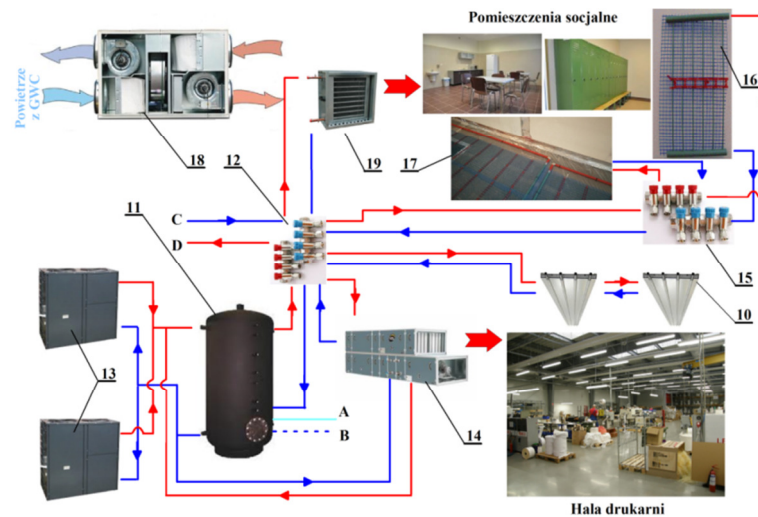 Pomieszczenia socjalne
Powietrze
z GWC
16
18
19
17
12
11
C
D
15
10
13
A
B
14
Hala drukarni